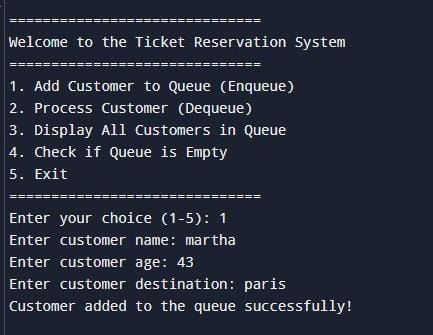 ==============================
Welcome to the Ticket Reservation System
==============================
1. Add Customer to Queue (Enqueue)
2. Process Customer (Dequeue)
3. Display All Customers in Queue
4. Check if Queue is Empty
5. Exit
==============================
Enter your choice (1-5): 1
Enter customer name: martha
Enter customer age: 43
Enter customer destination: paris
Customer added to the queue successfully!